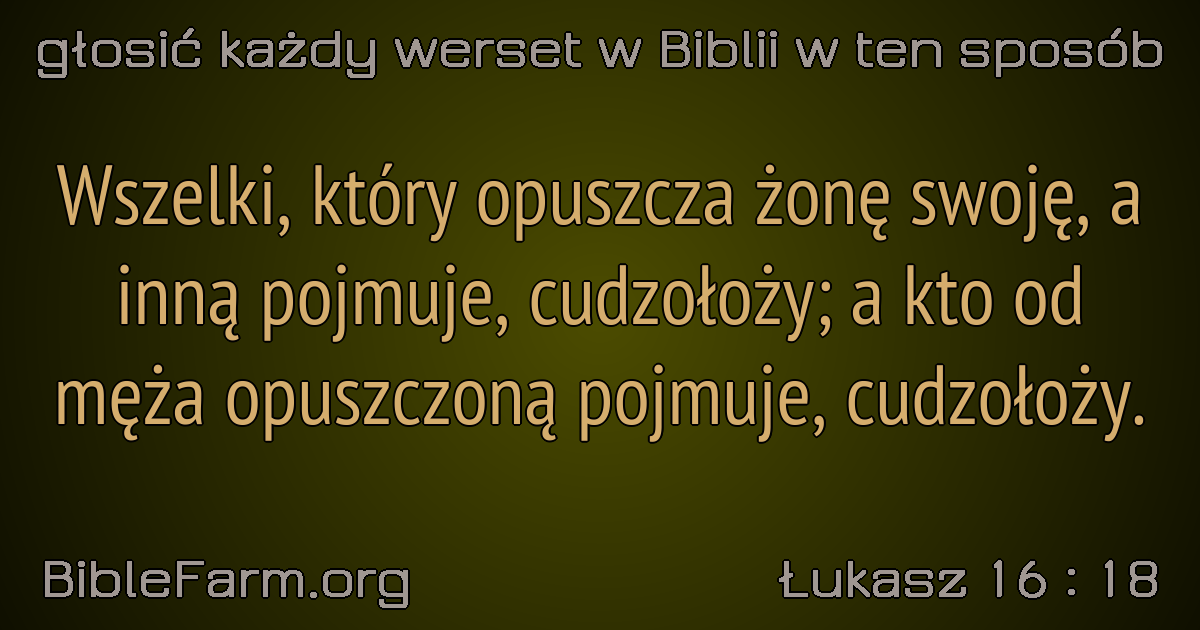 głosić każdy werset w Biblii w ten sposób
Wszelki, który opuszcza żonę swoję, a
inną pojmuje, cudzołoży; a kto od
męża opuszczoną pojmuje, cudzołoży.
BibleFarm.org
Łukasz 16 : 18